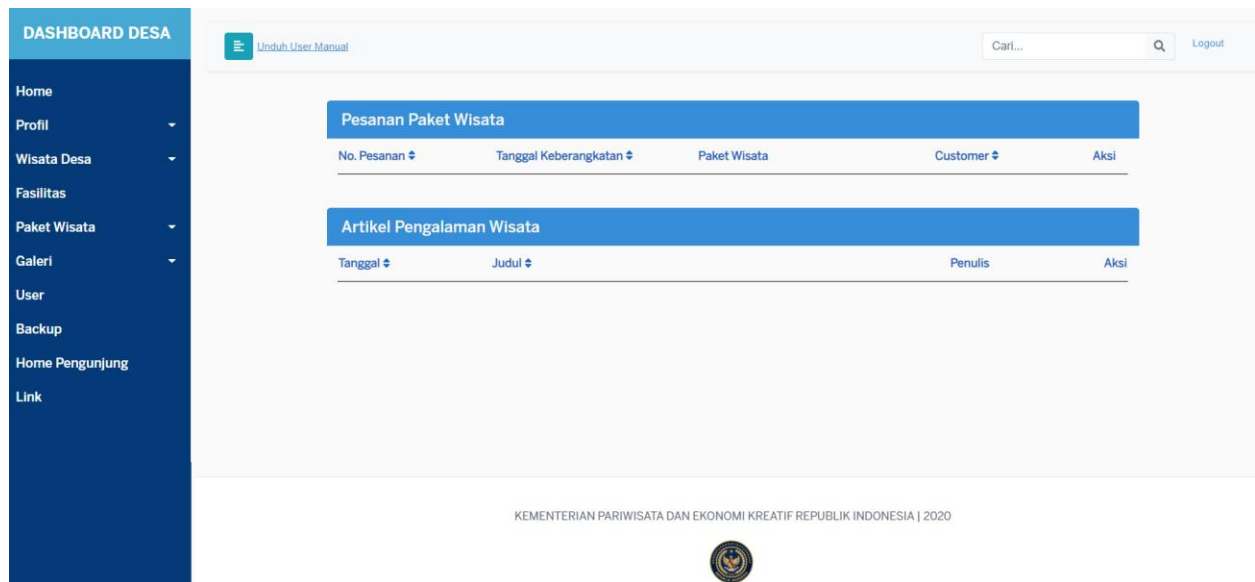 DASHBOARD DESA
Unduh User Manual
Cari...
Logout
Home
Profil
Wisata Desa
Fasilitas
Paket Wisata
Galeri
User
Backup
Home Pengunjung
Link
Pesanan Paket Wisata
No. Pesanan Tanggal Keberangkatan Paket Wisata Customer Aksi
Artikel Pengalaman Wisata
Tanggal Judul Penulis Aksi
KEMENTERIAN PARIWISATA DAN EKONOMI KREATIF REPUBLIK INDONESIA | 2020